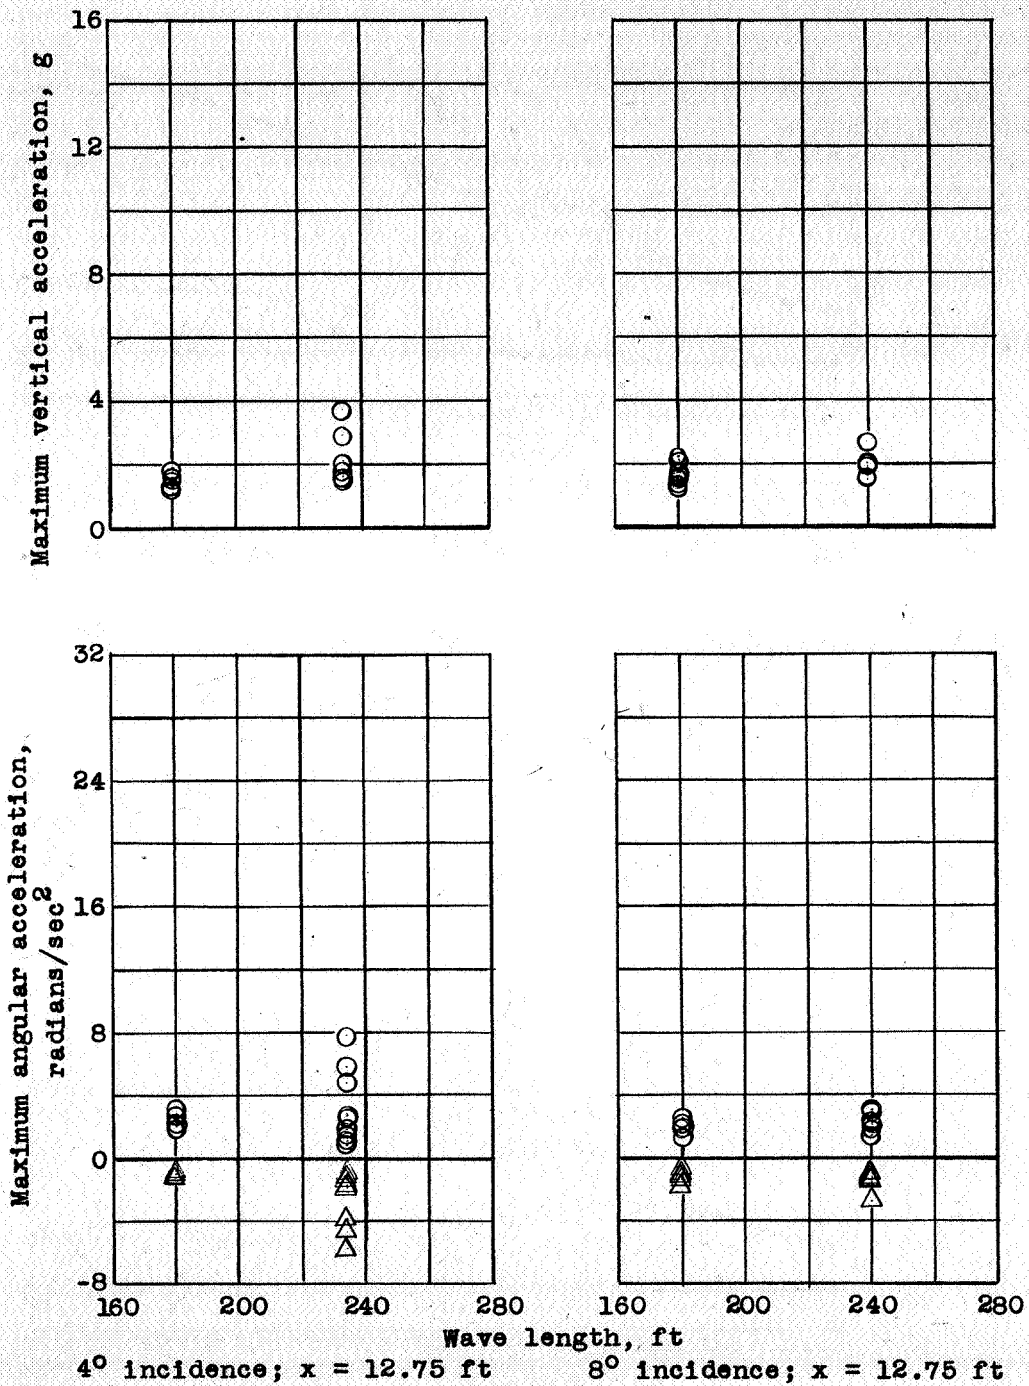 Maximum vertical acceleration, g
16
12
8
4
0
Maximum angular acceleration,
radians/sec²
32
24
16
8
0
-8
160 200 240 280 160 200 240 280
Wave length, ft
4° incidence; x = 12.75 ft 8° incidence; x = 12.75 ft